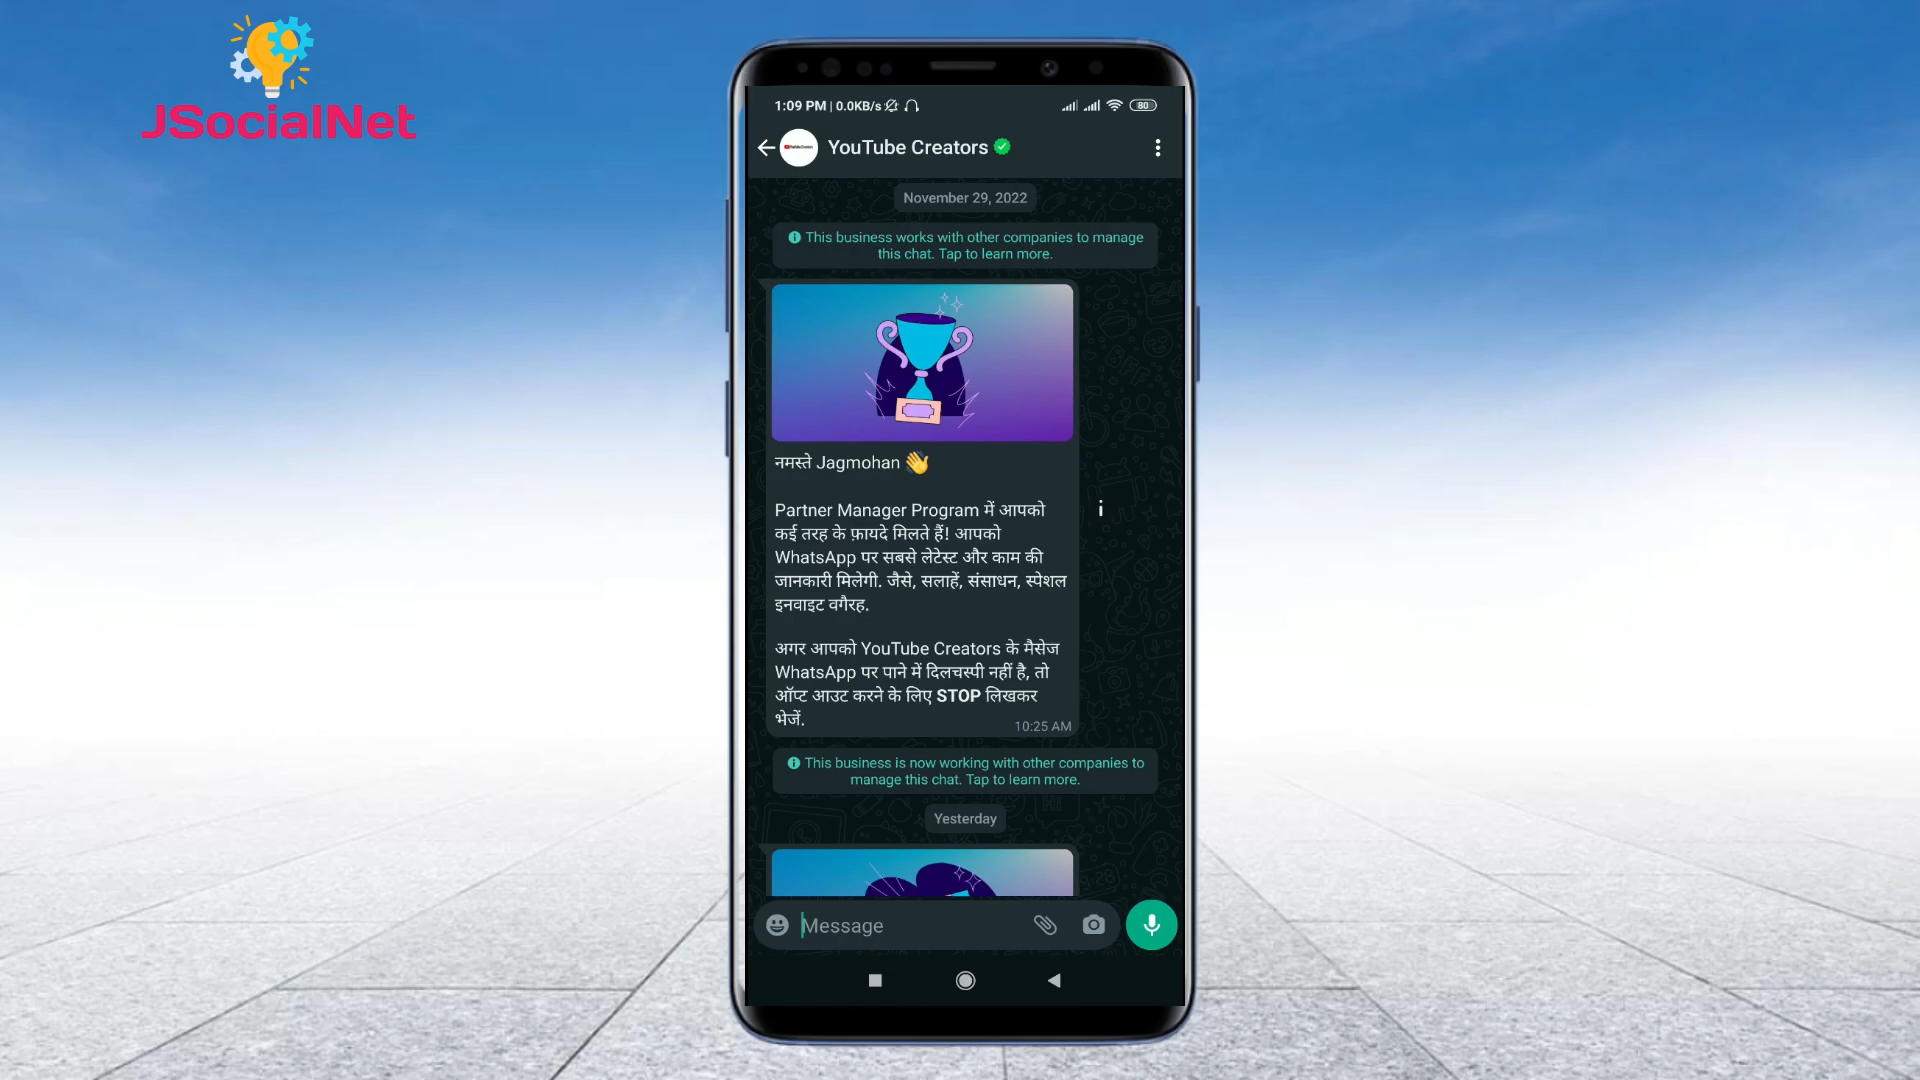 JSocialNet
1:09 PM | 0.0KB/s
80
YouTube Creators
November 29, 2022
This business works with other companies to manage
this chat. Tap to learn more.
नमस्ते Jagmohan 👋
Partner Manager Program में आपको
कई तरह के फ़ायदे मिलते हैं! आपको
WhatsApp पर सबसे लेटेस्ट और काम की
जानकारी मिलेगी. जैसे, सलाहें, संसाधन, स्पेशल
इनवाइट वगैरह.
अगर आपको YouTube Creators के मैसेज
WhatsApp पर पाने में दिलचस्पी नहीं है, तो
ऑप्ट आउट करने के लिए STOP लिखकर
भेजें.
10:25 AM
This business is now working with other companies to
manage this chat. Tap to learn more.
Yesterday
Message